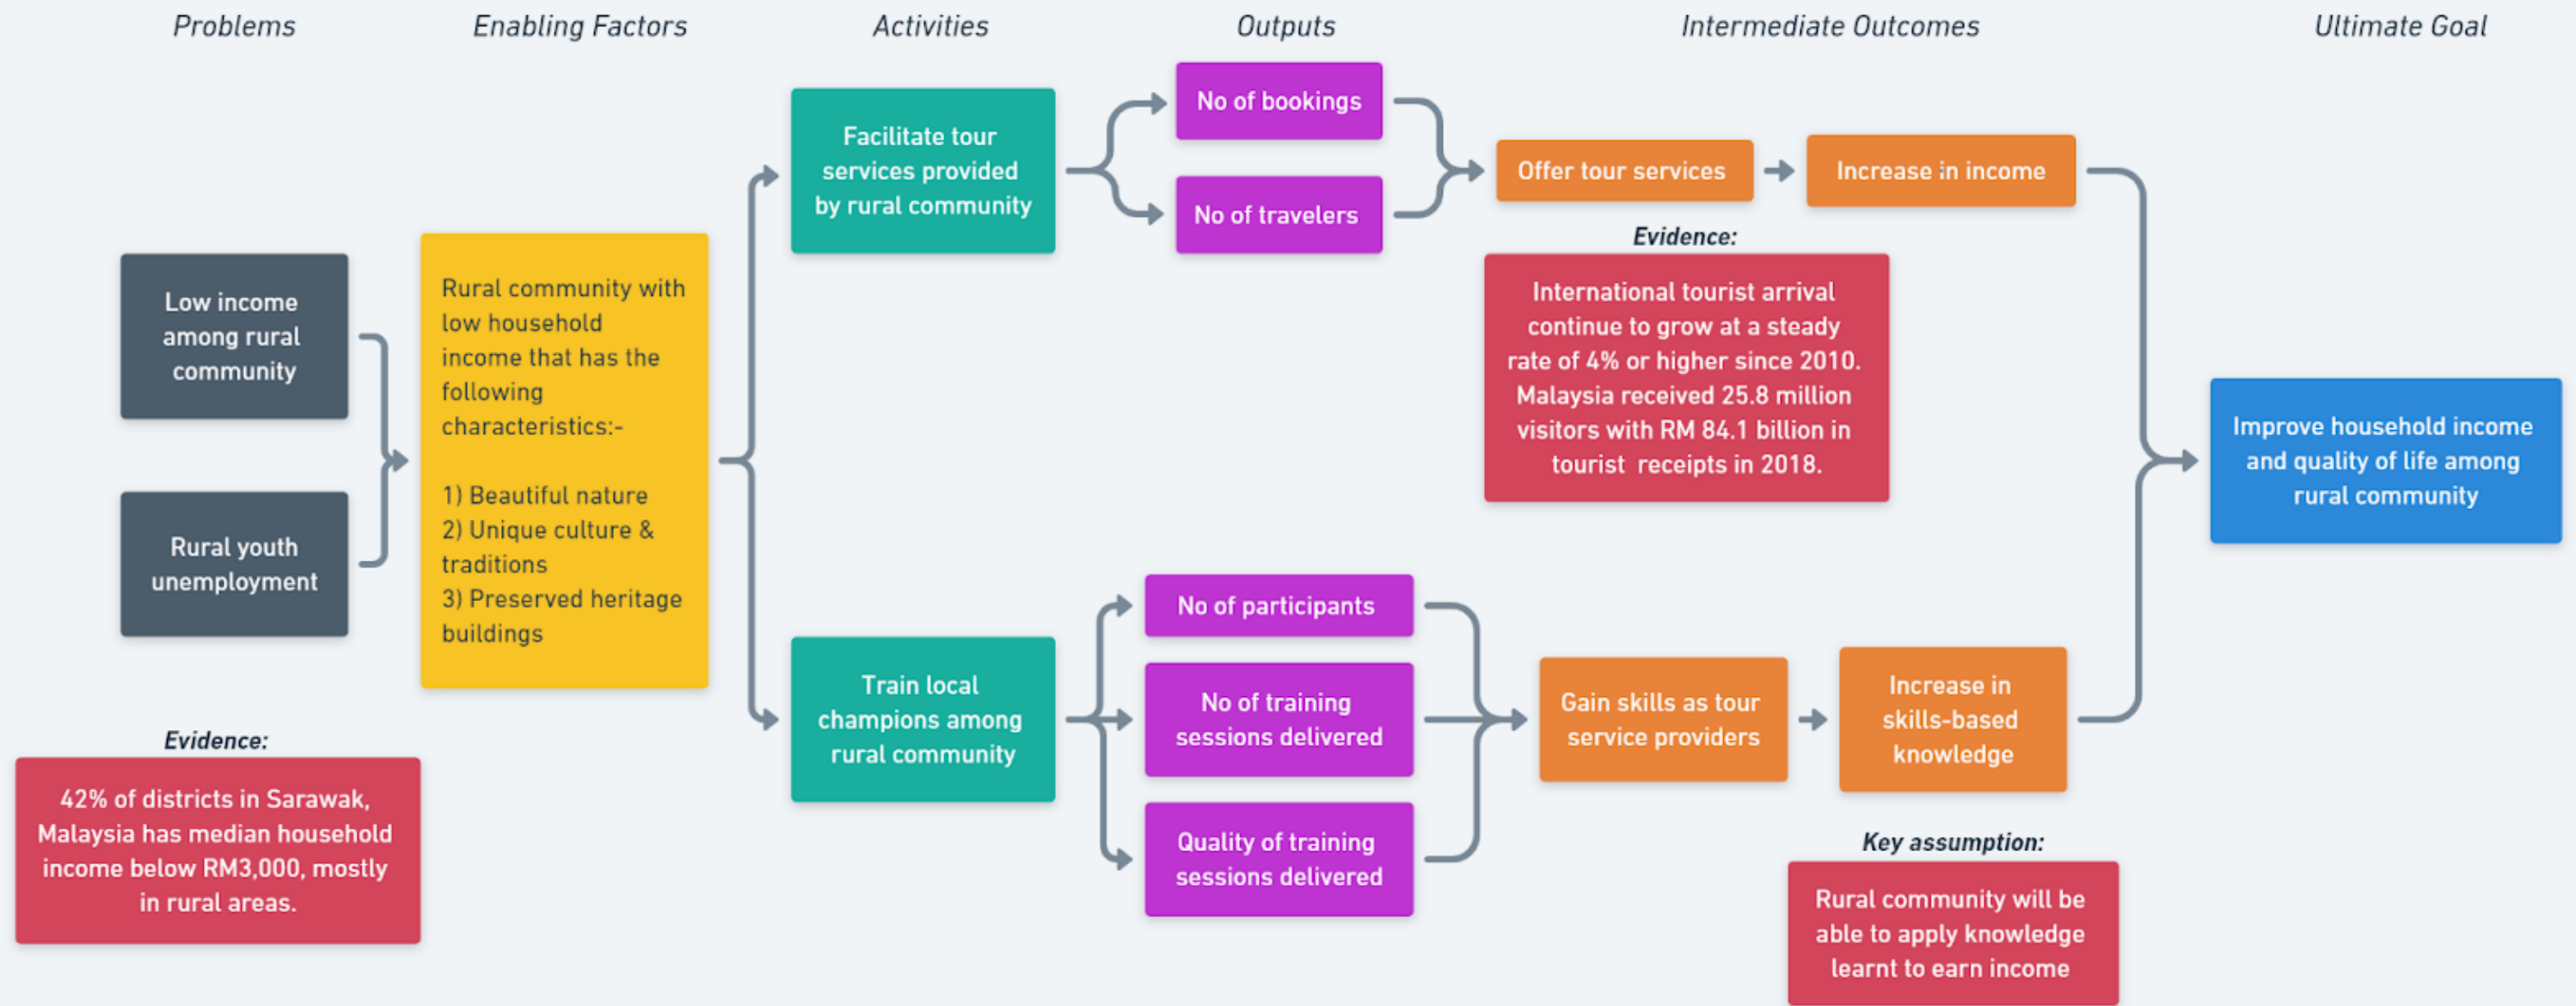 Problems
Enabling Factors
Activities
Outputs
Intermediate Outcomes
Ultimate Goal
Low income
among rural
community
Rural youth
unemployment
Evidence:
42% of districts in Sarawak,
Malaysia has median household
income below RM3,000, mostly
in rural areas.
Rural community with
low household
income that has the
following
characteristics:-
1) Beautiful nature
2) Unique culture &
traditions
3) Preserved heritage
buildings
Facilitate tour
services provided
by rural community
Train local
champions among
rural community
No of bookings
No of travelers
No of participants
No of training
sessions delivered
Quality of training
sessions delivered
Offer tour services
Increase in income
Evidence:
International tourist arrival
continue to grow at a steady
rate of 4% or higher since 2010.
Malaysia received 25.8 million
visitors with RM 84.1 billion in
tourist receipts in 2018.
Gain skills as tour
service providers
Increase in
skills-based
knowledge
Key assumption:
Rural community will be
able to apply knowledge
learnt to earn income
Improve household income
and quality of life among
rural community